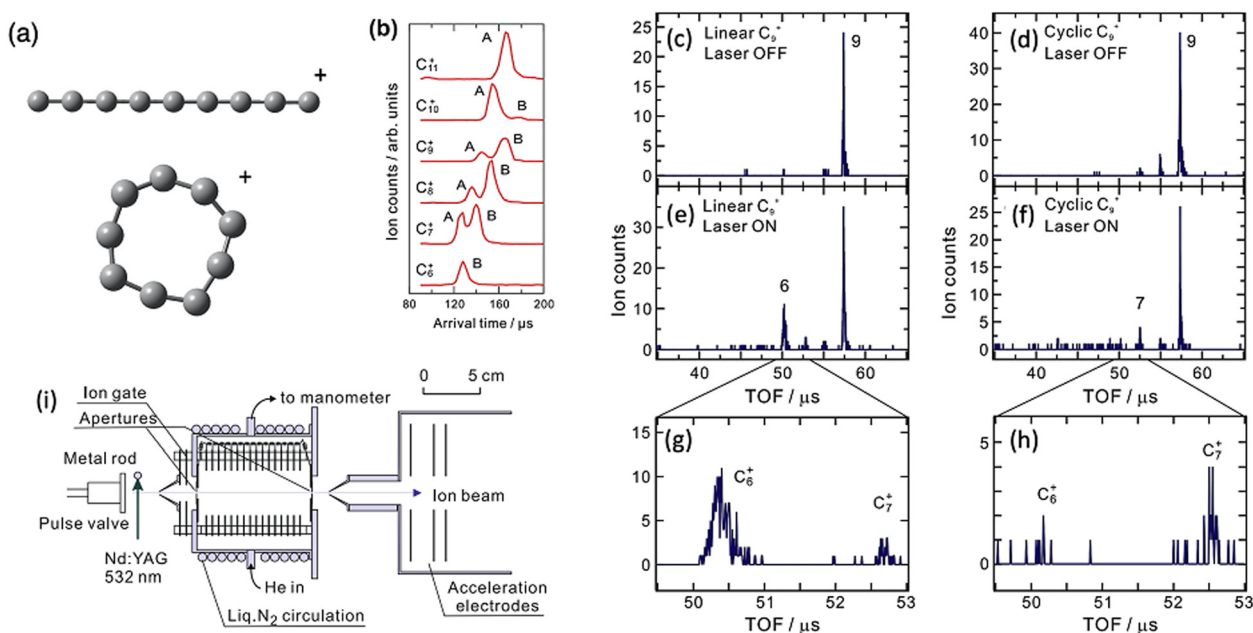 (a)
+
+
(b)
Ion counts / arb. units
C₁₁⁺
A
C₁₀⁺
A
B
C₉⁺
A
B
C₈⁺
A
B
C₇⁺
A
B
C₆⁺
B
80 120 160 200
Arrival time / μs
(c) Linear C₉⁺
Laser OFF
9
25
20
15
10
5
0
(d) Cyclic C₉⁺
Laser OFF
9
40
30
20
10
0
(e) Linear C₉⁺
Laser ON
6
30
20
10
0
40 50 60
TOF / μs
Ion counts
(f) Cyclic C₉⁺
Laser ON
7
25
20
15
10
5
0
40 50 60
TOF / μs
Ion counts
(g)
C₆⁺
C₇⁺
15
10
5
0
50 51 52 53
TOF / μs
(h)
C₆⁺
C₇⁺
4
2
0
50 51 52 53
TOF / μs
(i)
Ion gate
Apertures
Metal rod
Pulse valve
Nd:YAG
532 nm
to manometer
0 5 cm
Ion beam
He in
Liq.N₂ circulation
Acceleration
electrodes